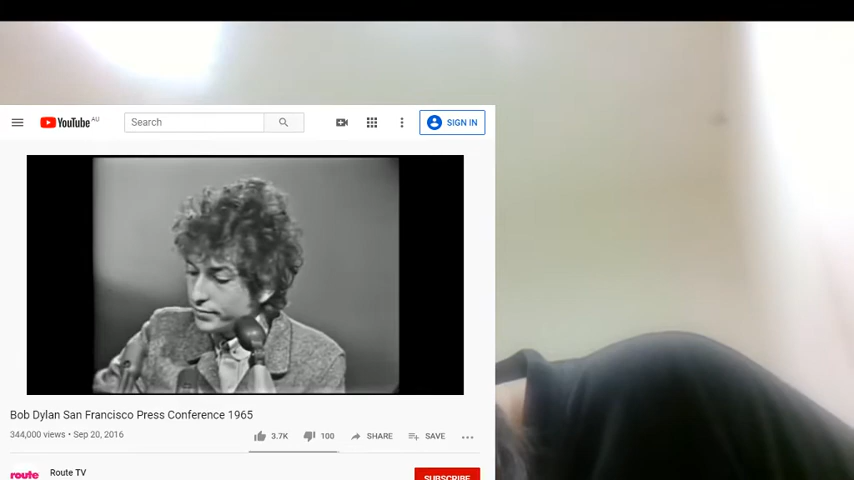 YouTube AU
Search
SIGN IN
Bob Dylan San Francisco Press Conference 1965
344,000 views • Sep 20, 2016
3.7K
100
SHARE
SAVE
route
Route TV
SUBSCRIBE